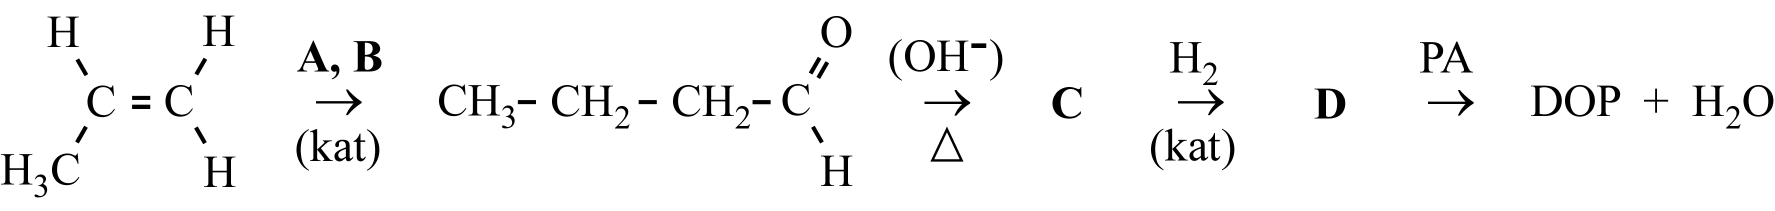 H H O
A, B (OH⁻) H₂ PA
C = C → CH₃– CH₂ – CH₂– C → C → D → DOP + H₂O
(kat) △ (kat)
H₃C H H